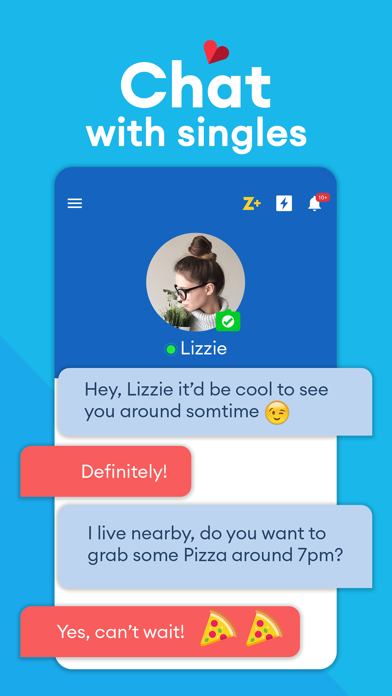 Chat
with singles
Z+
10+
Lizzie
Hey, Lizzie it'd be cool to see
you around somtime 😉
Definitely!
I live nearby, do you want to
grab some Pizza around 7pm?
Yes, can't wait! 🍕 🍕